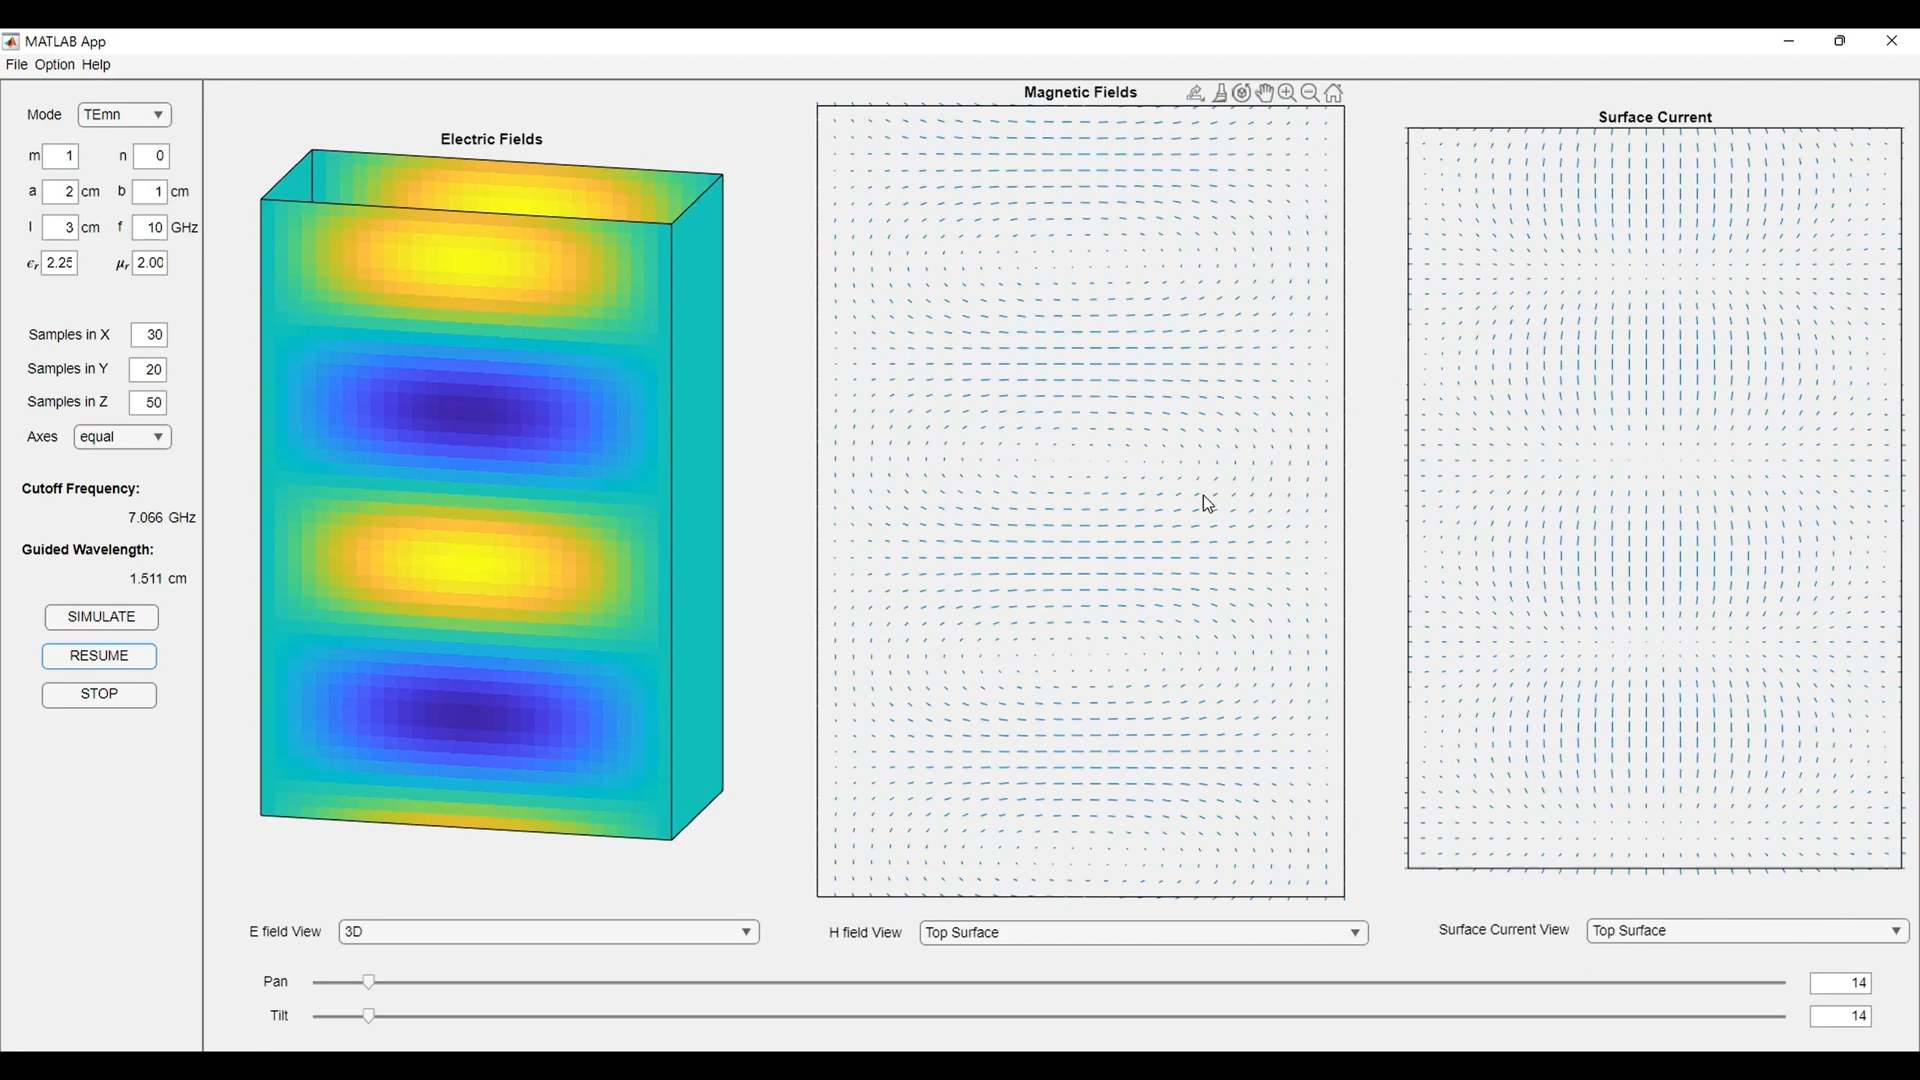 MATLAB App
File Option Help
Mode TEmn
m 1 n 0
a 2 cm b 1 cm
l 3 cm f 10 GHz
ϵr 2.25 μr 2.00
Samples in X 30
Samples in Y 20
Samples in Z 50
Axes equal
Cutoff Frequency:
7.066 GHz
Guided Wavelength:
1.511 cm
SIMULATE
RESUME
STOP
Electric Fields
Magnetic Fields
Surface Current
E field View 3D
H field View Top Surface
Surface Current View Top Surface
Pan 14
Tilt 14